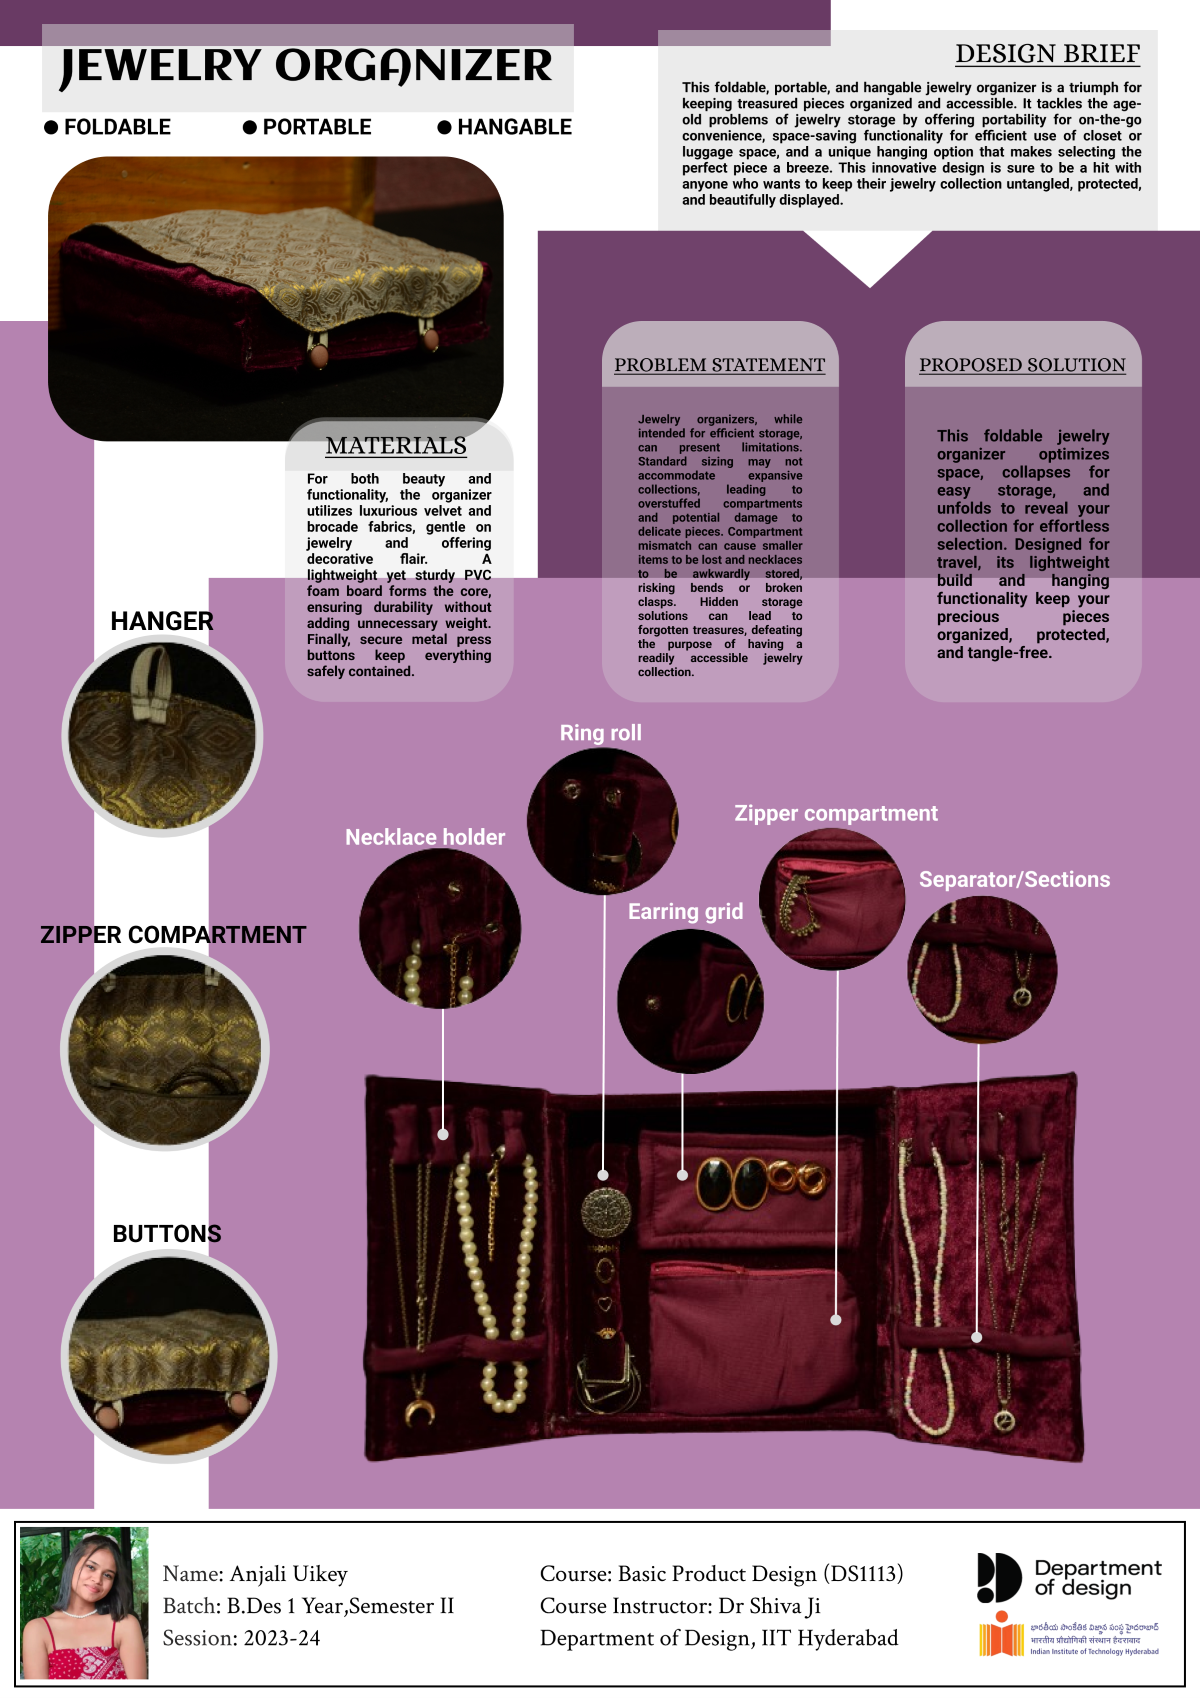 JEWELRY ORGANIZER
● FOLDABLE
● PORTABLE
● HANGABLE
DESIGN BRIEF
This foldable, portable, and hangable jewelry organizer is a triumph for
keeping treasured pieces organized and accessible. It tackles the age-
old problems of jewelry storage by offering portability for on-the-go
convenience, space-saving functionality for efficient use of closet or
luggage space, and a unique hanging option that makes selecting the
perfect piece a breeze. This innovative design is sure to be a hit with
anyone who wants to keep their jewelry collection untangled, protected,
and beautifully displayed.
MATERIALS
For both beauty and
functionality, the organizer
utilizes luxurious velvet and
brocade fabrics, gentle on
jewelry and offering
decorative flair. A
lightweight yet sturdy PVC
foam board forms the core,
ensuring durability without
adding unnecessary weight.
Finally, secure metal press
buttons keep everything
safely contained.
PROBLEM STATEMENT
Jewelry organizers, while
intended for efficient storage,
can present limitations.
Standard sizing may not
accommodate expansive
collections, leading to
overstuffed compartments
and potential damage to
delicate pieces. Compartment
mismatch can cause smaller
items to be lost and necklaces
to be awkwardly stored,
risking bends or broken
clasps. Hidden storage
solutions can lead to
forgotten treasures, defeating
the purpose of having a
readily accessible jewelry
collection.
PROPOSED SOLUTION
This foldable jewelry
organizer optimizes
space, collapses for
easy storage, and
unfolds to reveal your
collection for effortless
selection. Designed for
travel, its lightweight
build and hanging
functionality keep your
precious pieces
organized, protected,
and tangle-free.
HANGER
ZIPPER COMPARTMENT
BUTTONS
Ring roll
Necklace holder
Zipper compartment
Earring grid
Separator/Sections
Name: Anjali Uikey
Batch: B.Des 1 Year,Semester II
Session: 2023-24
Course: Basic Product Design (DS1113)
Course Instructor: Dr Shiva Ji
Department of Design, IIT Hyderabad
Department
of design
భారతీయ సాంకేతిక విజ్ఞాన సంస్థ హైదరాబాద్
भारतीय प्रौद्योगिकी संस्थान हैदराबाद
Indian Institute of Technology Hyderabad